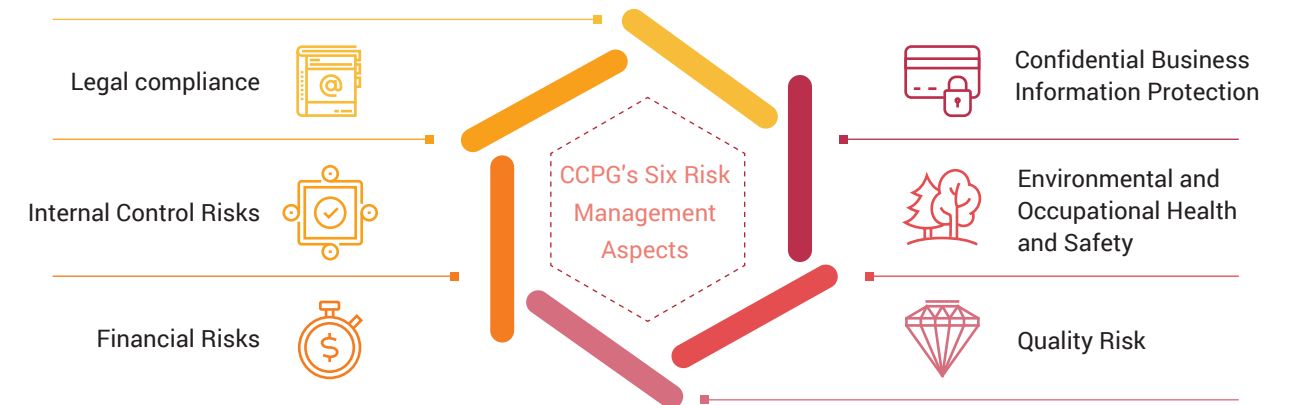 Legal compliance
@
Internal Control Risks
Financial Risks
$
CCPG's Six Risk
Management
Aspects
Confidential Business
Information Protection
Environmental and
Occupational Health
and Safety
Quality Risk